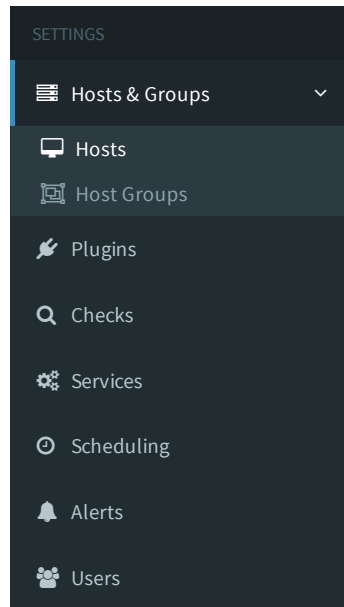 SETTINGS
Hosts & Groups
Hosts
Host Groups
Plugins
Checks
Services
Scheduling
Alerts
Users